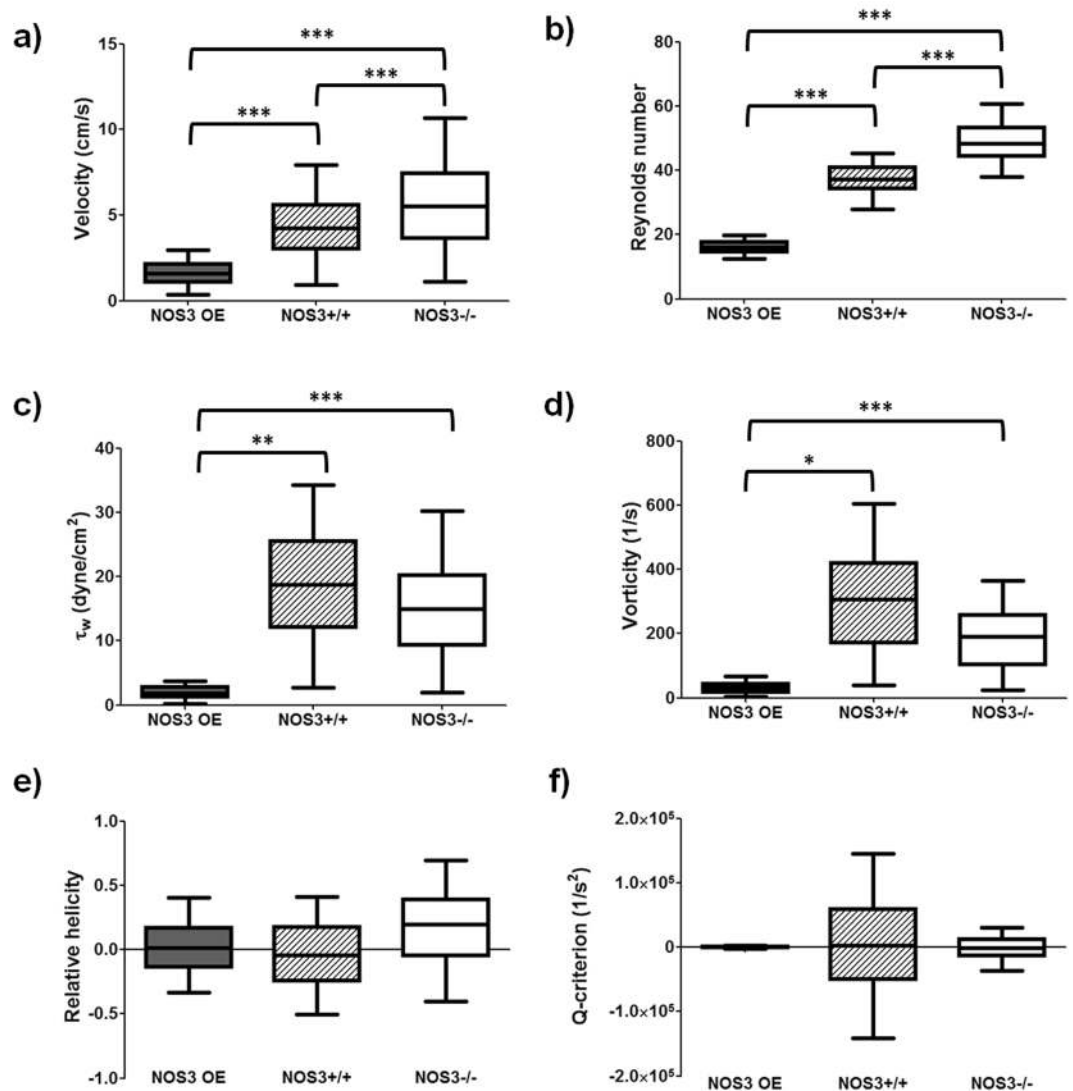 a)
***
***
***
Velocity (cm/s)
15
10
5
0
NOS3 OE NOS3+/+ NOS3-/-
b)
***
***
***
Reynolds number
80
60
40
20
0
NOS3 OE NOS3+/+ NOS3-/-
c)
***
**
τw (dyne/cm²)
40
30
20
10
0
NOS3 OE NOS3+/+ NOS3-/-
d)
***
*
Vorticity (1/s)
800
600
400
200
0
NOS3 OE NOS3+/+ NOS3-/-
e)
Relative helicity
1.0
0.5
0.0
-0.5
-1.0
NOS3 OE NOS3+/+ NOS3-/-
f)
Q-criterion (1/s²)
2.0×10⁵
1.0×10⁵
0
-1.0×10⁵
-2.0×10⁵
NOS3 OE NOS3+/+ NOS3-/-